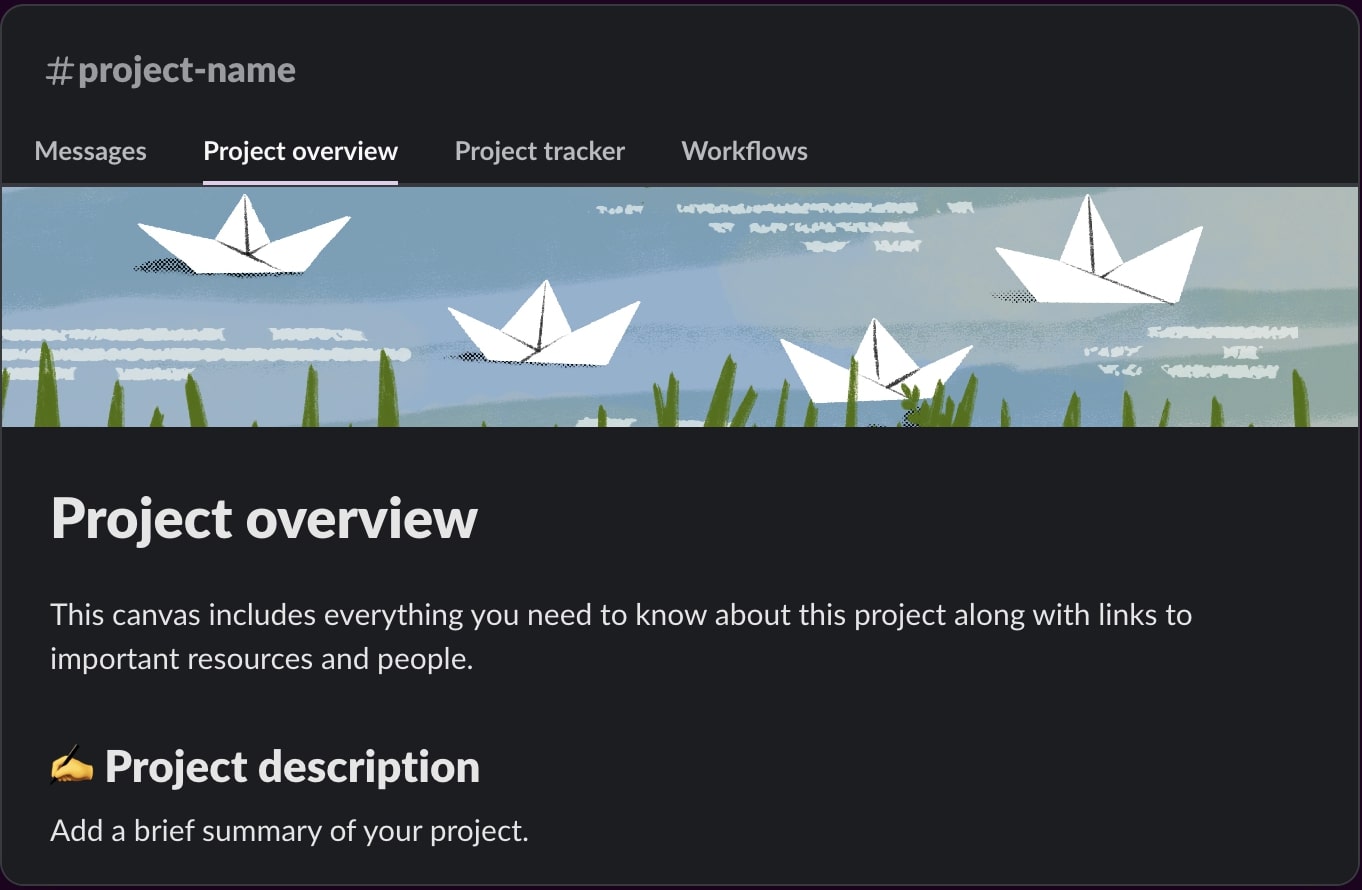 #project-name
Messages Project overview Project tracker Workflows
Project overview
This canvas includes everything you need to know about this project along with links to
important resources and people.
✍️ Project description
Add a brief summary of your project.